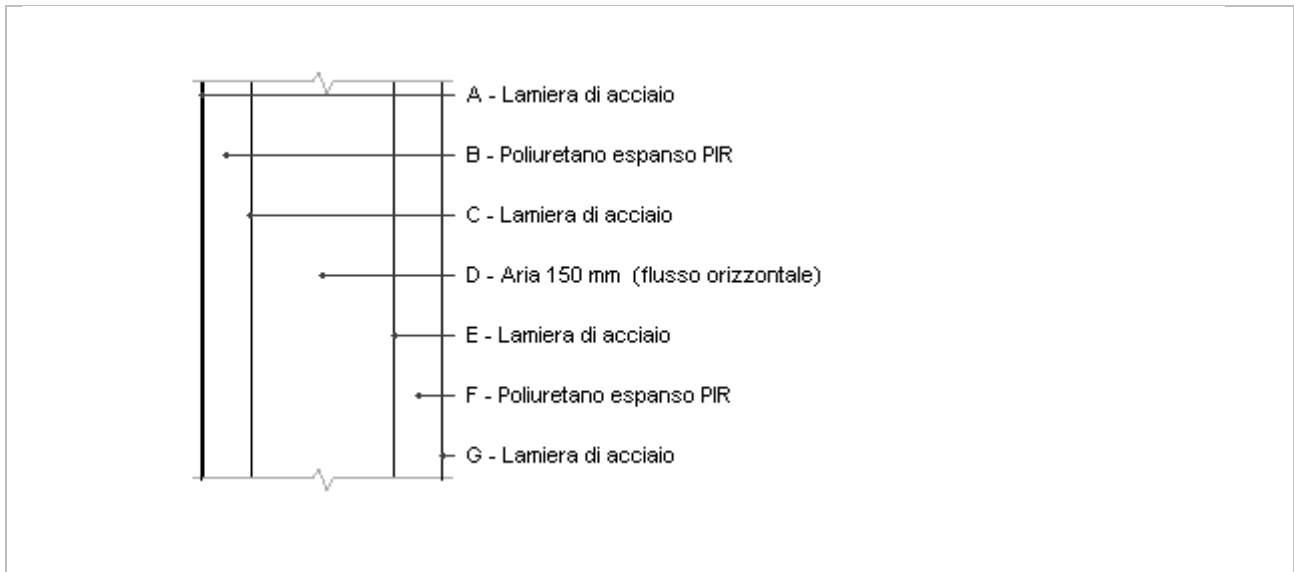 A - Lamiera di acciaio
B - Poliuretano espanso PIR
C - Lamiera di acciaio
D - Aria 150 mm  (flusso orizzontale)
E - Lamiera di acciaio
F - Poliuretano espanso PIR
G - Lamiera di acciaio